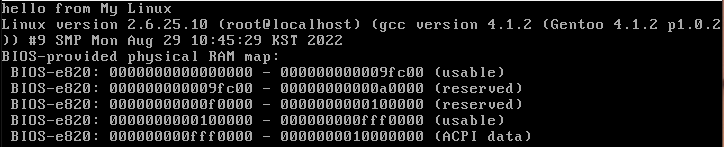 hello from My Linux
Linux version 2.6.25.10 (root@localhost) (gcc version 4.1.2 (Gentoo 4.1.2 p1.0.2
)) #9 SMP Mon Aug 29 10:45:29 KST 2022
BIOS-provided physical RAM map:
 BIOS-e820: 0000000000000000 - 000000000009fc00 (usable)
 BIOS-e820: 000000000009fc00 - 00000000000a0000 (reserved)
 BIOS-e820: 00000000000f0000 - 0000000000100000 (reserved)
 BIOS-e820: 0000000000100000 - 000000000fff0000 (usable)
 BIOS-e820: 000000000fff0000 - 0000000010000000 (ACPI data)